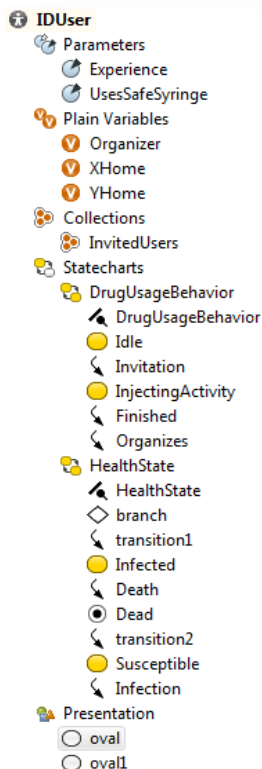 IDUser
Parameters
Experience
UsesSafeSyringe
Plain Variables
Organizer
XHome
YHome
Collections
InvitedUsers
Statecharts
DrugUsageBehavior
DrugUsageBehavior
Idle
Invitation
InjectingActivity
Finished
Organizes
HealthState
HealthState
branch
transition1
Infected
Death
Dead
transition2
Susceptible
Infection
Presentation
oval
oval1